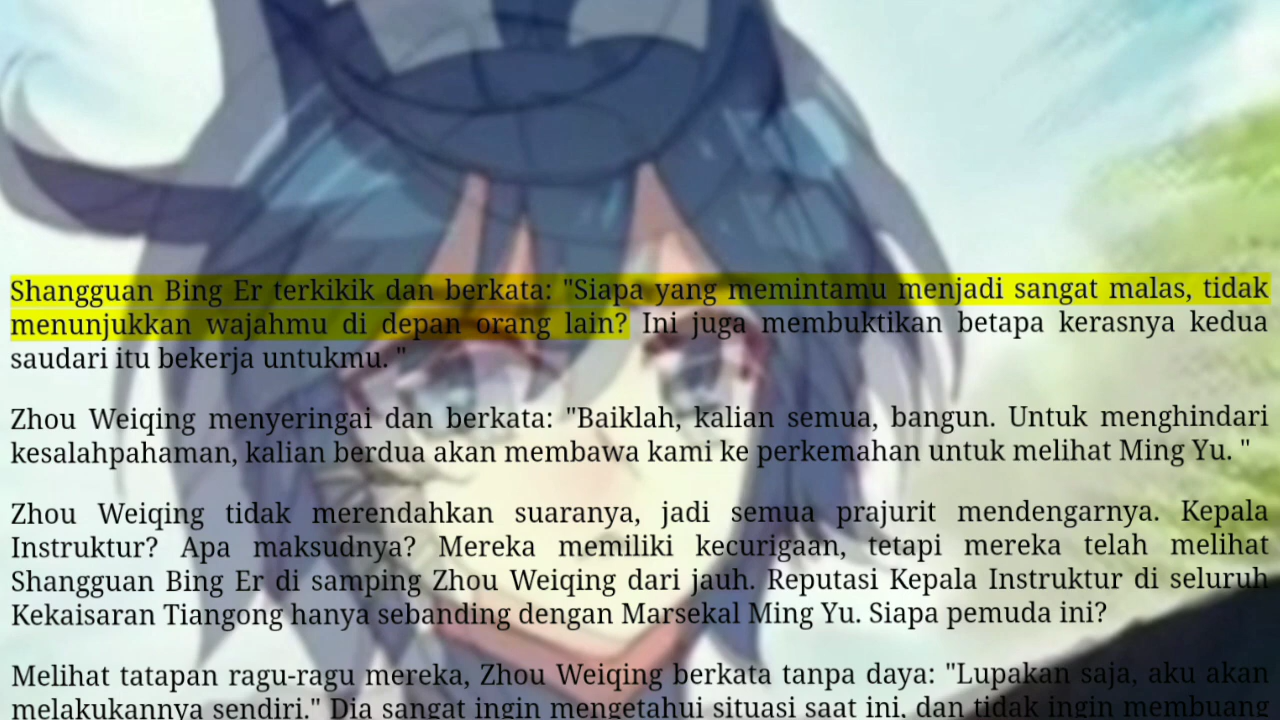 Shangguan Bing Er terkikik dan berkata: "Siapa yang memintamu menjadi sangat malas, tidak
menunjukkan wajahmu di depan orang lain? Ini juga membuktikan betapa kerasnya kedua
saudari itu bekerja untukmu. "
Zhou Weiqing menyeringai dan berkata: "Baiklah, kalian semua, bangun. Untuk menghindari
kesalahpahaman, kalian berdua akan membawa kami ke perkemahan untuk melihat Ming Yu. "
Zhou Weiqing tidak merendahkan suaranya, jadi semua prajurit mendengarnya. Kepala
Instruktur? Apa maksudnya? Mereka memiliki kecurigaan, tetapi mereka telah melihat
Shangguan Bing Er di samping Zhou Weiqing dari jauh. Reputasi Kepala Instruktur di seluruh
Kekaisaran Tiangong hanya sebanding dengan Marsekal Ming Yu. Siapa pemuda ini?
Melihat tatapan ragu-ragu mereka, Zhou Weiqing berkata tanpa daya: "Lupakan saja, aku akan
melakukannya sendiri." Dia sangat ingin mengetahui situasi saat ini, dan tidak ingin membuang